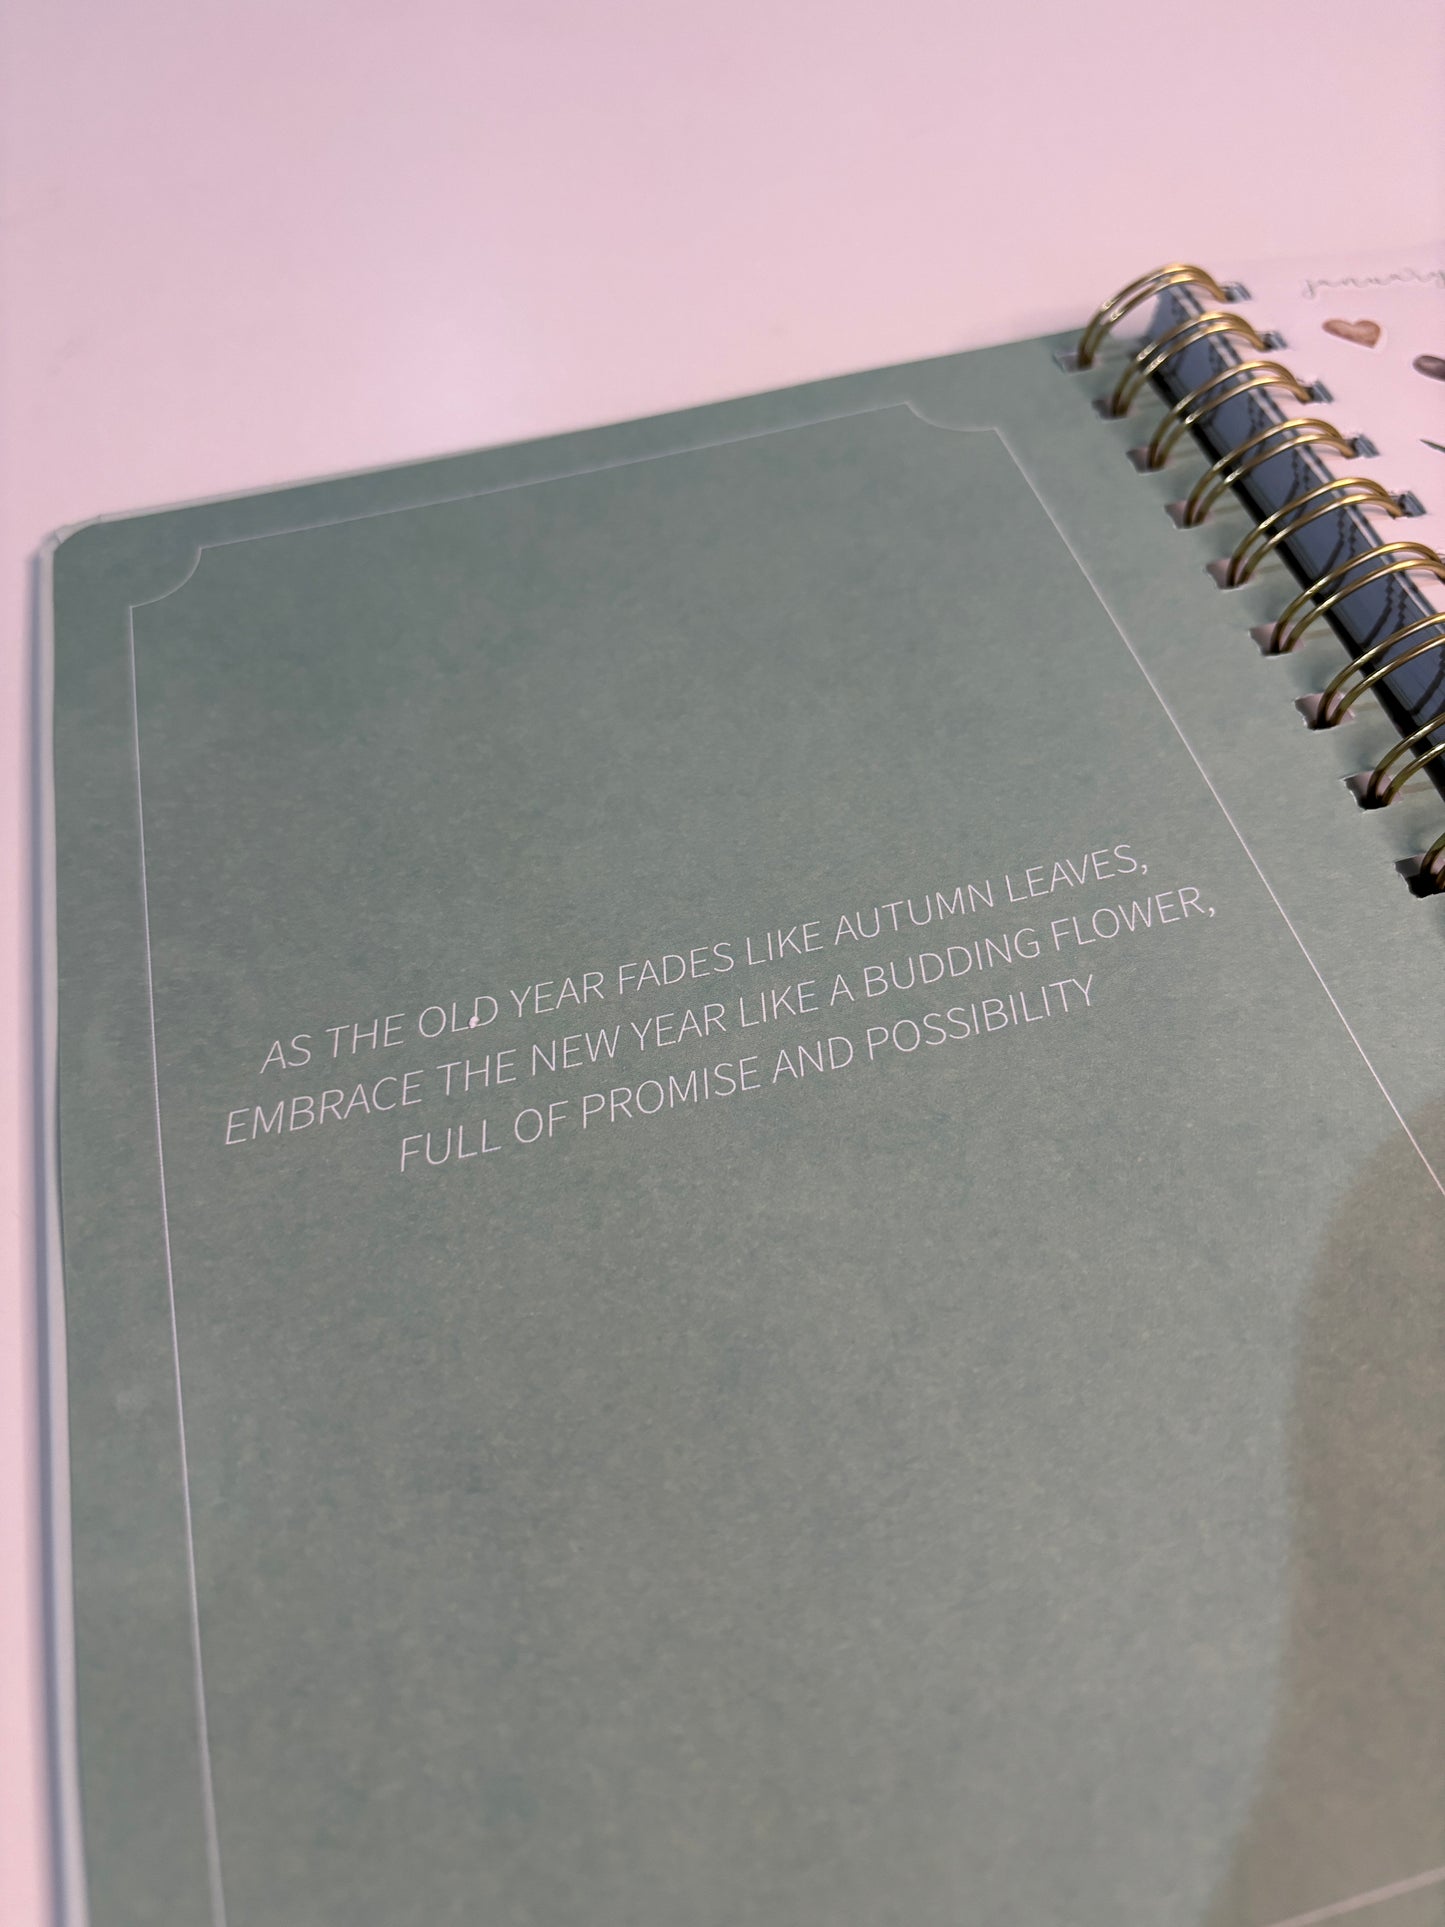 january
AS THE OLD YEAR FADES LIKE AUTUMN LEAVES,
EMBRACE THE NEW YEAR LIKE A BUDDING FLOWER,
FULL OF PROMISE AND POSSIBILITY